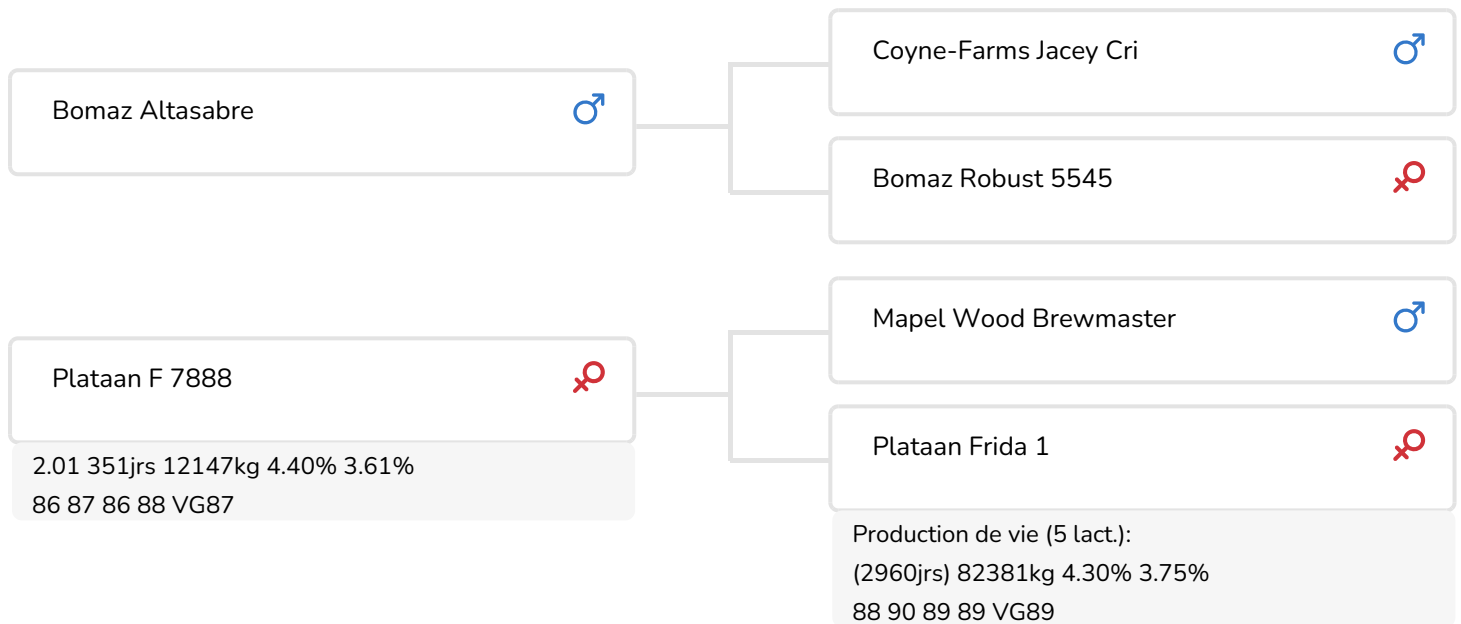 Coyne-Farms Jacey Cri
Bomaz Altasabre
Bomaz Robust 5545
Mapel Wood Brewmaster
Plataan F 7888
2.01 351jrs 12147kg 4.40% 3.61%
86 87 86 88 VG87
Plataan Frida 1
Production de vie (5 lact.):
(2960jrs) 82381kg 4.30% 3.75%
88 90 89 89 VG89